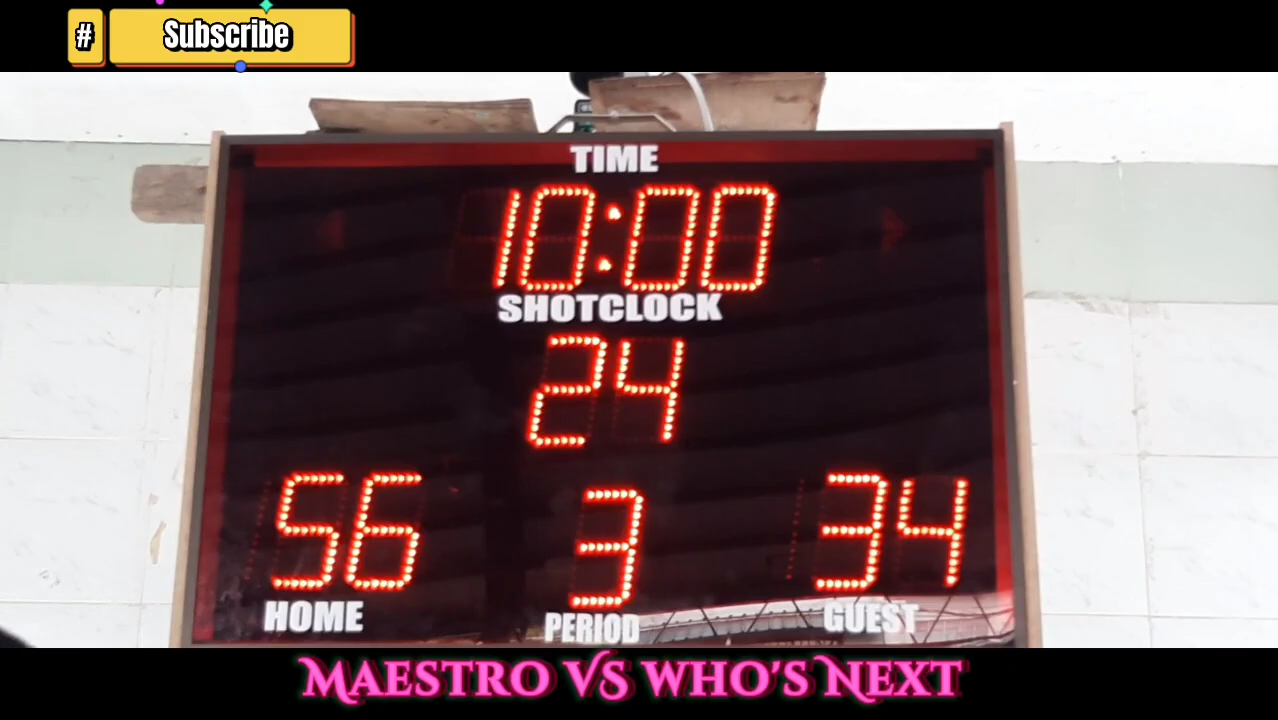 # Subscribe
TIME
10:00
SHOTCLOCK
24
56 3 34
HOME PERIOD GUEST
MAESTRO VS WHO'S NEXT